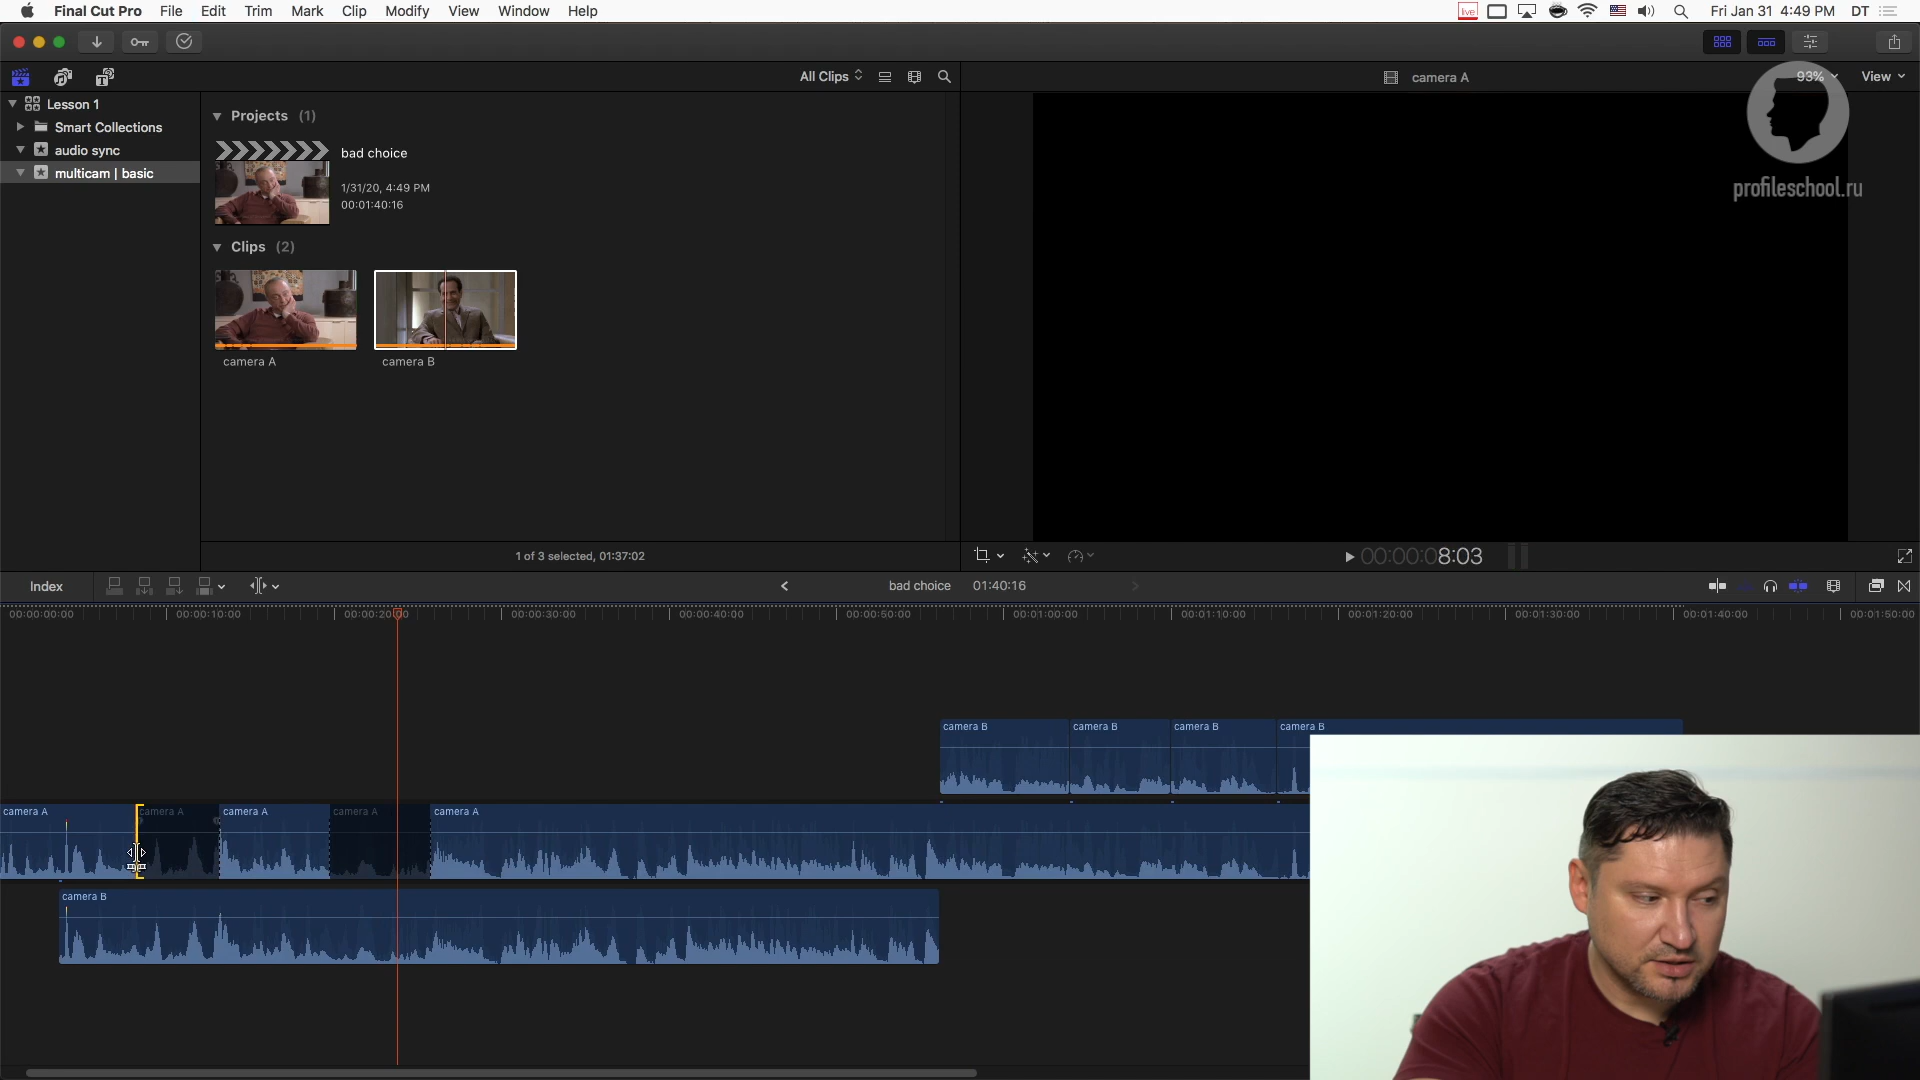 Final Cut Pro File Edit Trim Mark Clip Modify View Window Help
live Fri Jan 31 4:49 PM DT
All Clips
camera A
93% View
profileschool.ru
Lesson 1
Smart Collections
audio sync
multicam | basic
Projects (1)
bad choice
1/31/20, 4:49 PM
00:01:40:16
Clips (2)
camera A camera B
1 of 3 selected, 01:37:02
00:00:08:03
Index
bad choice 01:40:16
00:00:00:00 00:00:10:00 00:00:20:00 00:00:30:00 00:00:40:00 00:00:50:00 00:01:00:00 00:01:10:00 00:01:20:00 00:01:30:00 00:01:40:00 00:01:50:00
camera B camera B camera B camera B
camera A camera A camera A camera A camera A
camera B